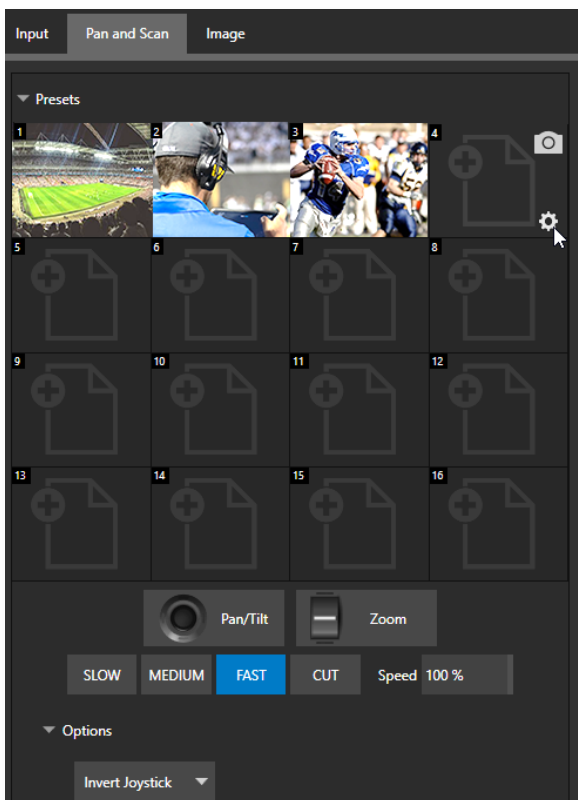 Input Pan and Scan Image
Presets
1 2 3 4
5 6 7 8
9 10 11 12
13 14 15 16
Pan/Tilt Zoom
SLOW MEDIUM FAST CUT Speed 100 %
Options
Invert Joystick